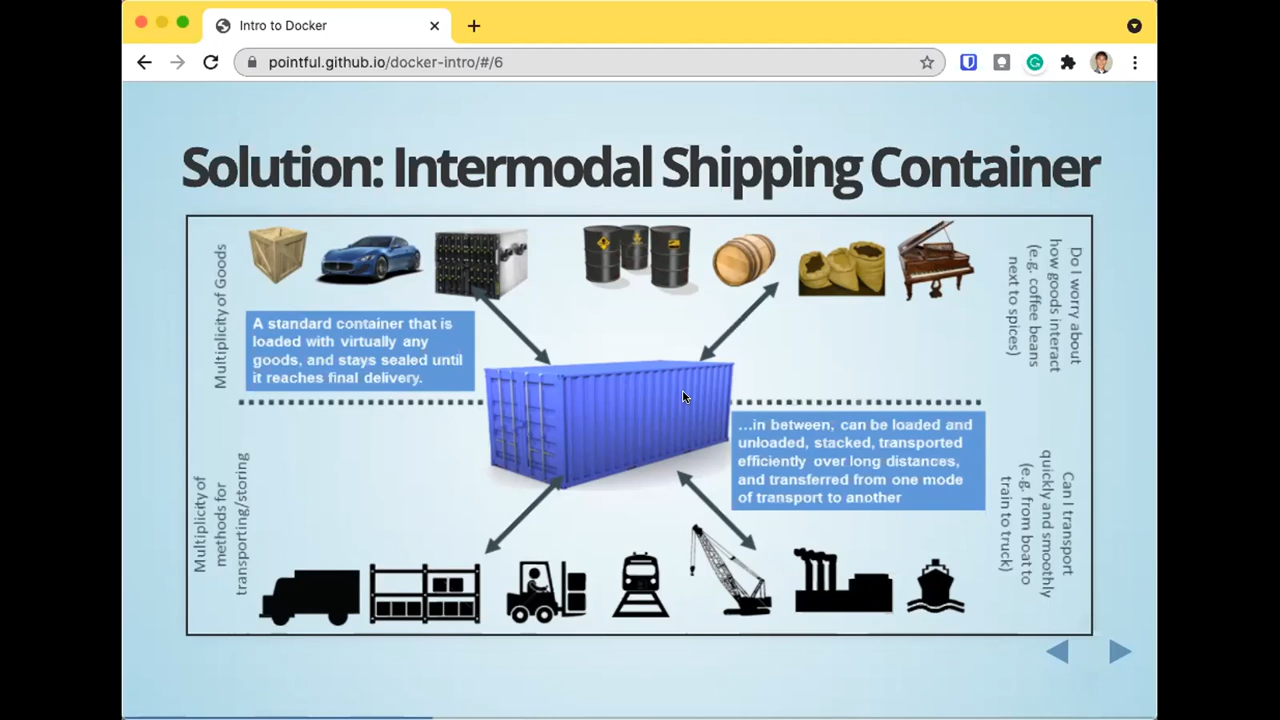 Intro to Docker
pointful.github.io/docker-intro/#/6
Solution: Intermodal Shipping Container
Multiplicity of Goods
A standard container that is
loaded with virtually any
goods, and stays sealed until
it reaches final delivery.
Do I worry about
how goods interact
(e.g. coffee beans
next to spices)
Multiplicity of
methods for
transporting/storing
...in between, can be loaded and
unloaded, stacked, transported
efficiently over long distances,
and transferred from one mode
of transport to another
Can I transport
quickly and smoothly
(e.g. from boat to
train to truck)